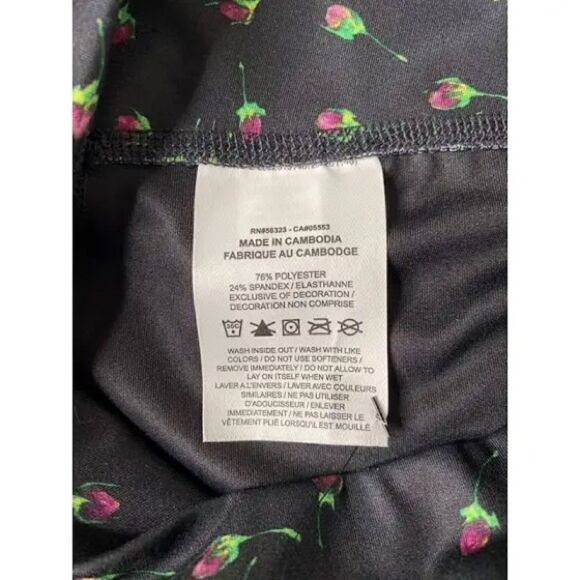 RN#56323 - CA#05553
MADE IN CAMBODIA
FABRIQUE AU CAMBODGE
76% POLYESTER
24% SPANDEX / ELASTHANNE
EXCLUSIVE OF DECORATION /
DECORATION NON COMPRISE
30C
WASH INSIDE OUT / WASH WITH LIKE
COLORS / DO NOT USE SOFTENERS /
REMOVE IMMEDIATELY / DO NOT ALLOW TO
LAY ON ITSELF WHEN WET
LAVER A L'ENVERS / LAVER AVEC COULEURS
SIMILAIRES / NE PAS UTILISER
D'ADOUCISSEUR / ENLEVER
IMMEDIATEMENT / NE PAS LAISSER LE
VÊTEMENT PLIÉ LORSQU'IL EST MOUILLÉ